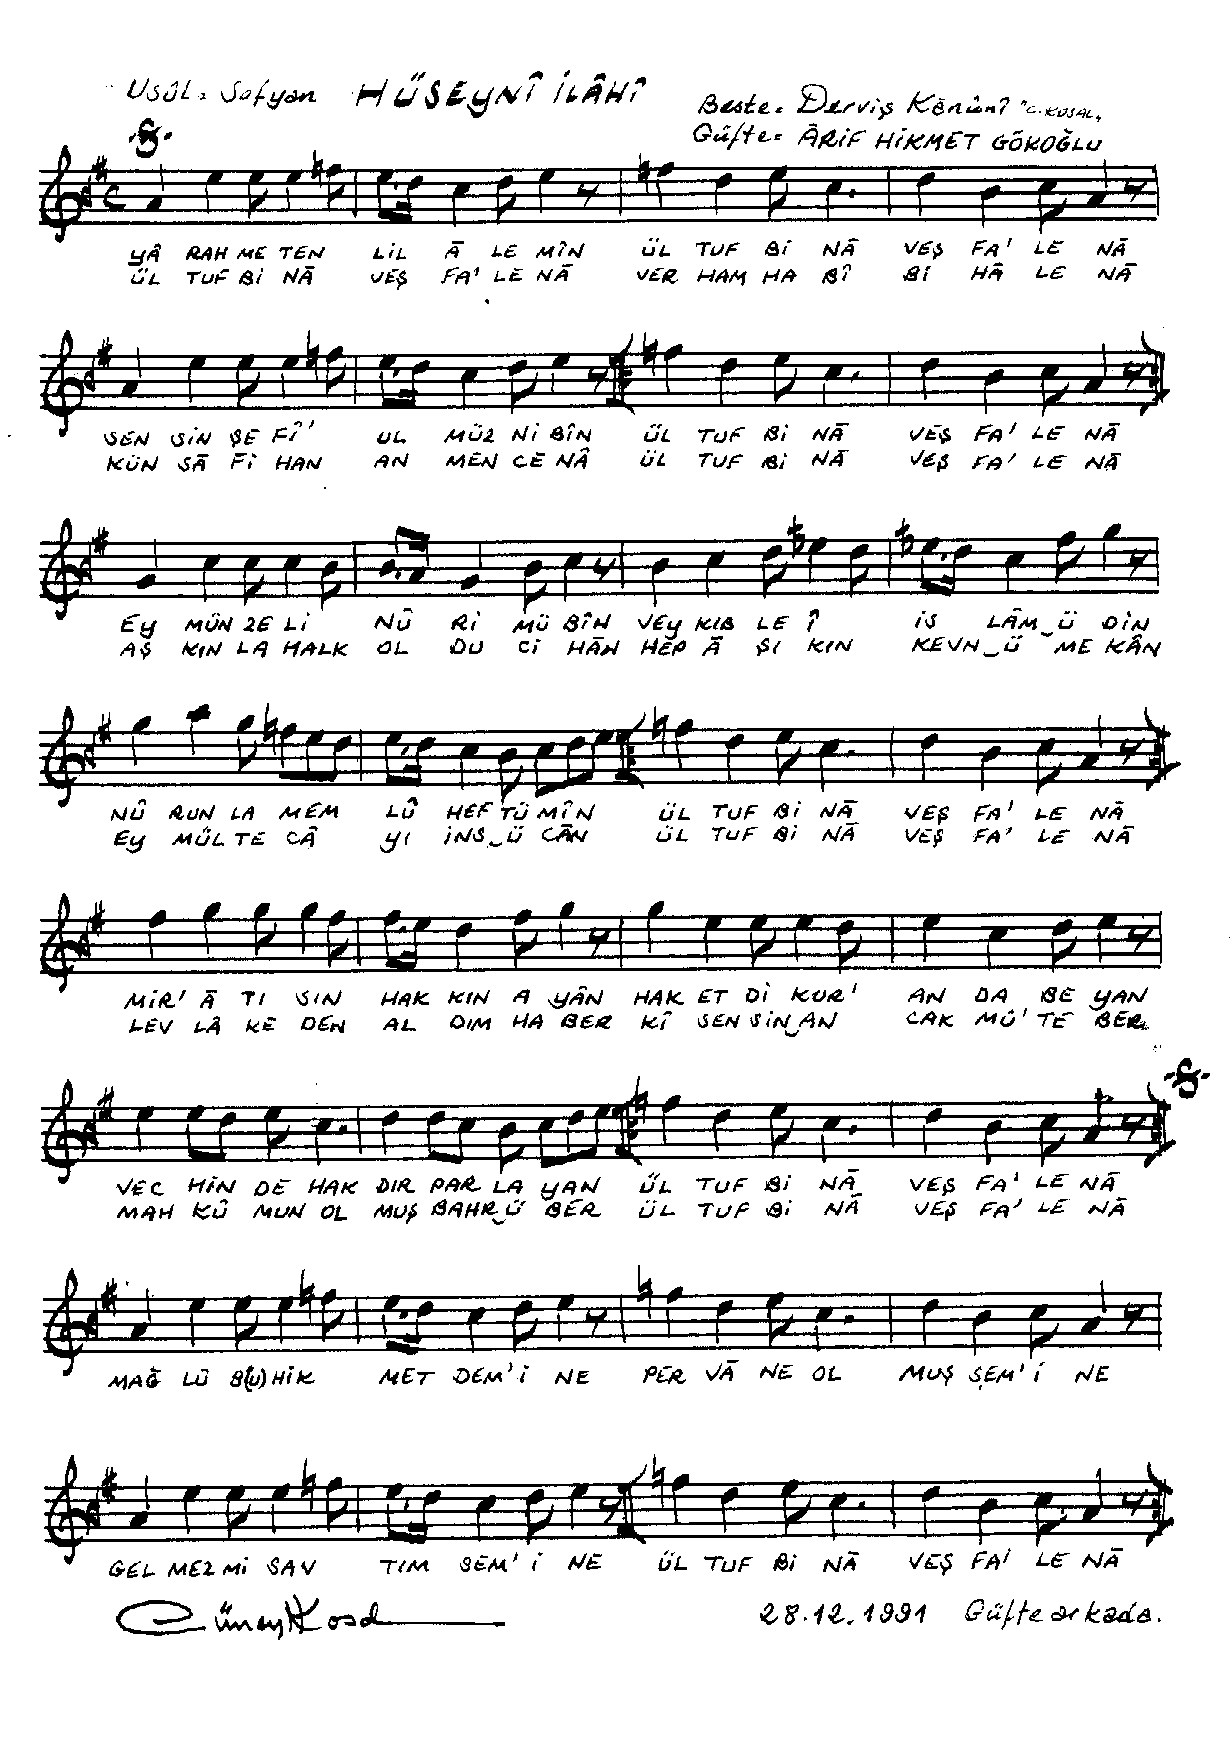 Usûl: Sofyan HÜSEYNÎ İLÂHÎ
Beste: Derviş Kânûnî "C. KOSAL"
Güfte: ÂRİF HİKMET GÖKOĞLU
YÂ RAH ME TEN LİL Â LE MÎN ÜL TUF Bİ NÂ VEŞ FA' LE NÂ
ÜL TUF Bİ NÂ VEŞ FA' LE NÂ VER HAM HA BÎ Bİ HÂ LE NÂ
SEN SİN ŞE FÎ' UL MÜZ NİBÎN ÜL TUF Bİ NÂ VEŞ FA' LE NÂ
KÜN SÂ Fİ HAN AN MEN CE NÂ ÜL TUF Bİ NÂ VEŞ FA' LE NÂ
EY MÜN ZE Lİ NÛ Rİ MÜ BÎN VEY KIB LE Î İS LÂM_Ü DİN
AŞ KIN LA HALK OL DU Cİ HÂN HEP Â ŞI KIN KEVN_Ü ME KÂN
NÛ RUN LA MEM LÛ HEF TÜ MÎN ÜL TUF Bİ NÂ VEŞ FA' LE NÂ
EY MÜL TE CÂ YI İNS_Ü CÂN ÜL TUF Bİ NÂ VEŞ FA' LE NÂ
MİR' Â TI SIN HAK KIN A YÂN HAK ET Dİ KUR' AN DA BE YAN
LEV LÂ KE DEN AL DIM HA BER KÎ SEN SİN_AN CAK MÛ' TE BER
VEC HİN DE HAK DIR PAR LA YAN ÜL TUF Bİ NÂ VEŞ FA' LE NÂ
MAH KÛ MUN OL MUŞ BAHR_Ü BER ÜL TUF Bİ NÂ VEŞ FA' LE NÂ
MAĞ LÛ B(U) HİK MET DEM' İ NE PER VÂ NE OL MUŞ ŞEM' İ NE
GEL MEZ Mİ SAV TIM SEM' İ NE ÜL TUF Bİ NÂ VEŞ FA' LE NÂ
Cüneyt Kosal 28.12.1991 Güfte arkada.